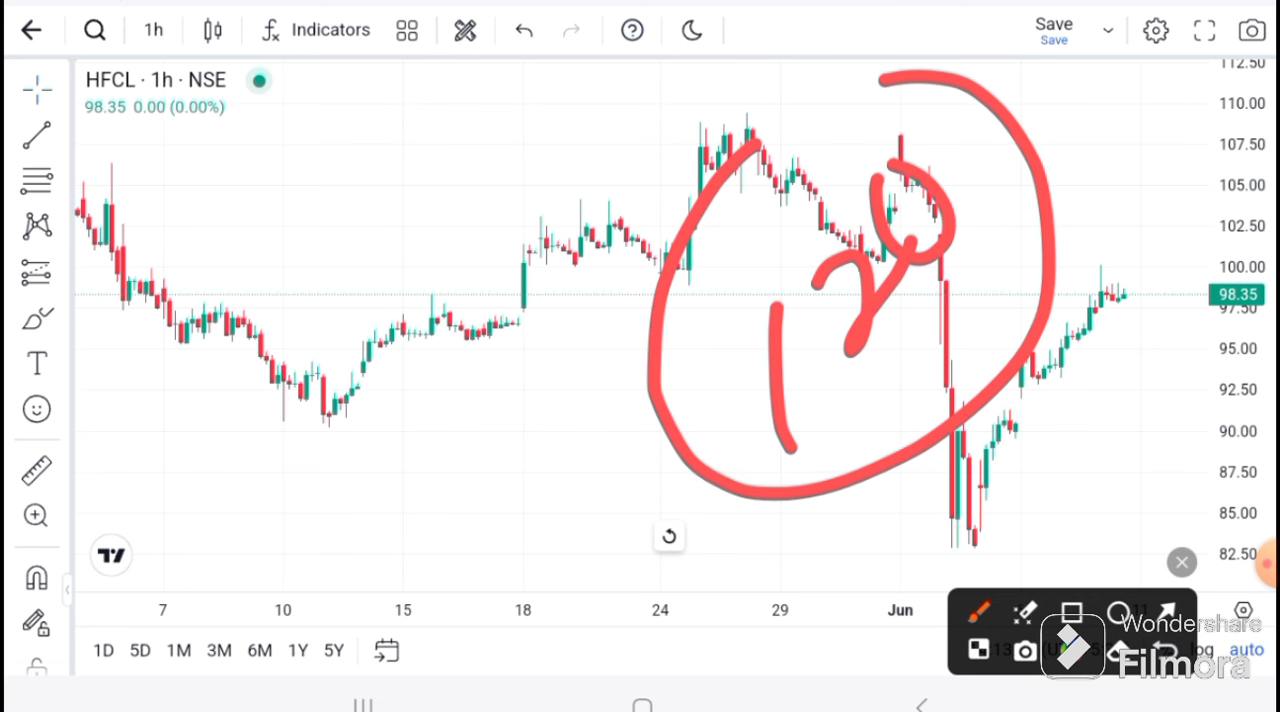 1h Indicators Save
Save
HFCL · 1h · NSE
98.35 0.00 (0.00%)
112.50
110.00
107.50
105.00
102.50
100.00
98.35
97.50
95.00
92.50
90.00
87.50
85.00
82.50
7 10 15 18 24 29 Jun 11
1D 5D 1M 3M 6M 1Y 5Y log auto
Wondershare
Filmora